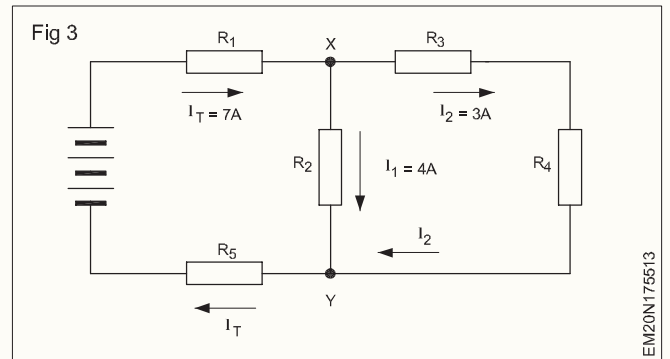 Fig 3
R1
X
R3
IT = 7A
I2 = 3A
R2
I1 = 4A
R4
I2
R5
Y
IT
EM20N175513